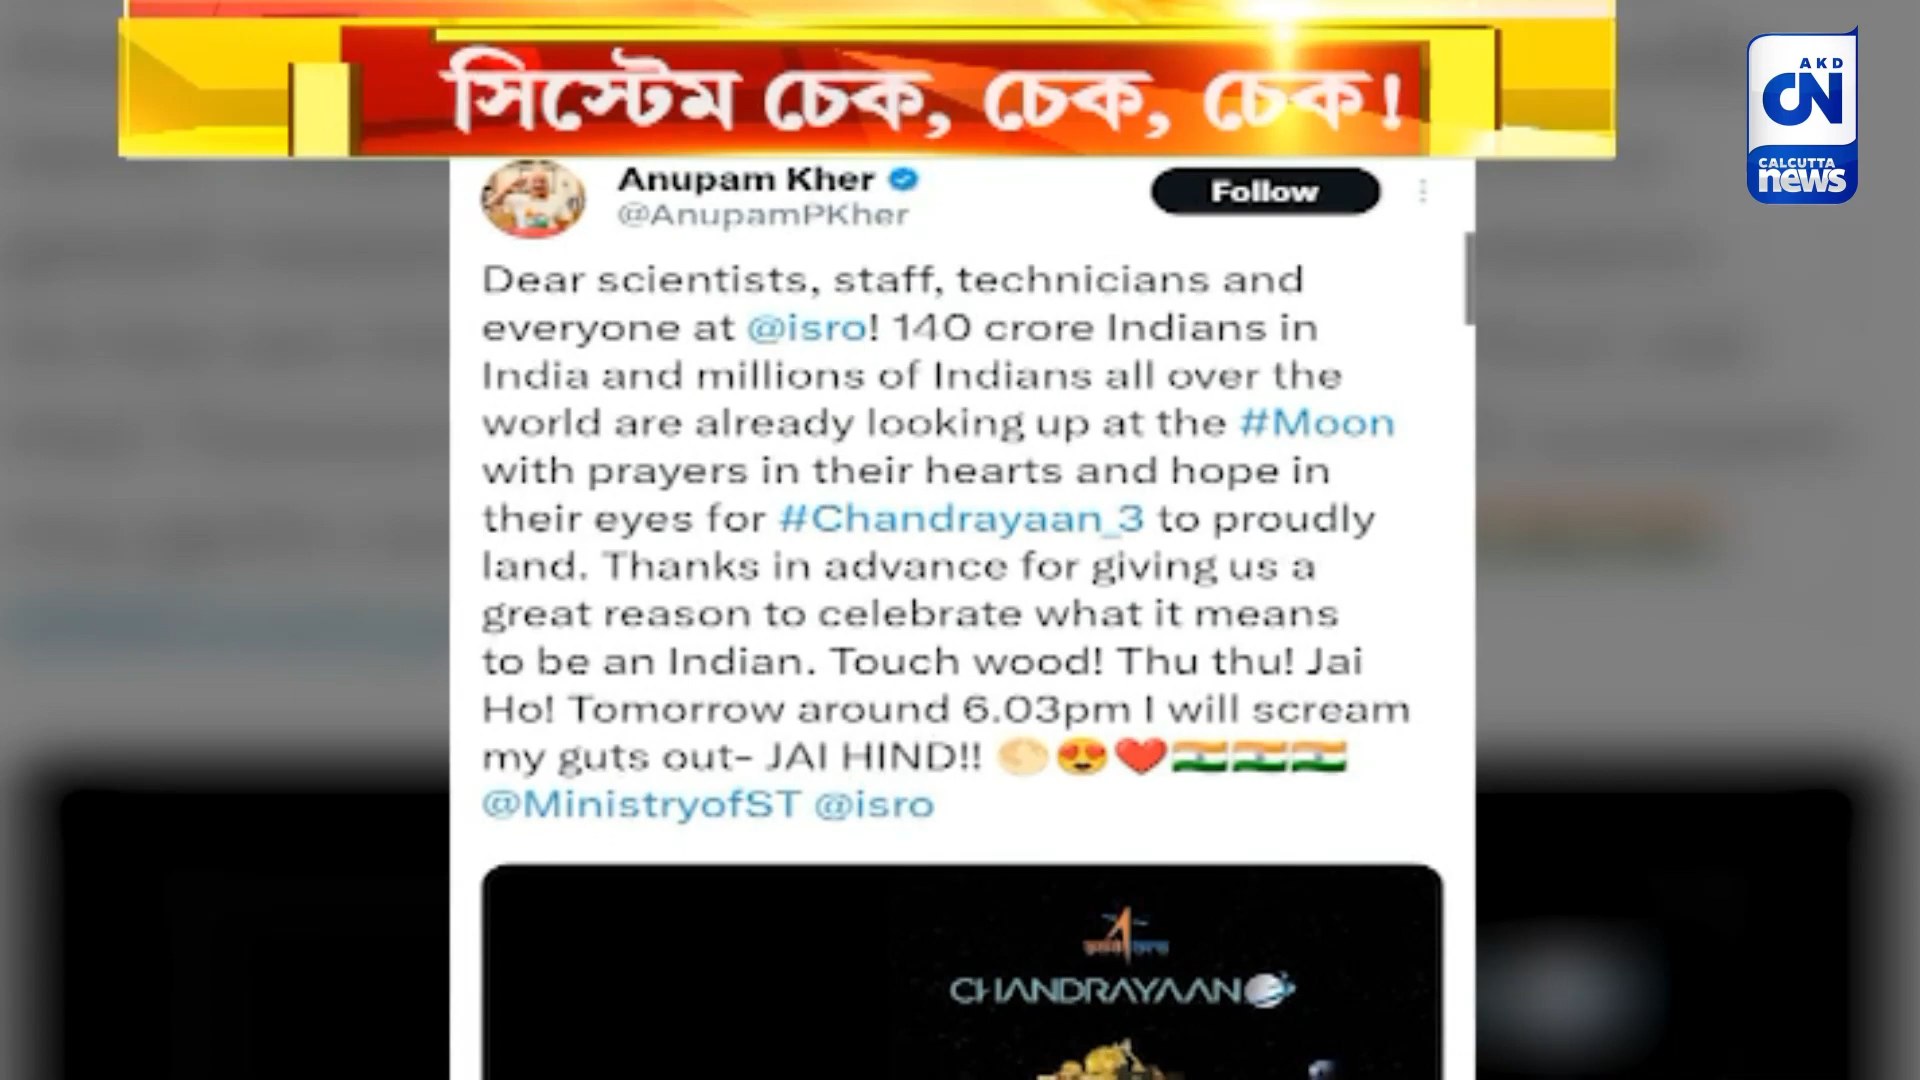 সিস্টেম চেক, চেক, চেক!
AKD
CN
CALCUTTA
news
Anupam Kher
@AnupamPKher
Follow
Dear scientists, staff, technicians and
everyone at @isro! 140 crore Indians in
India and millions of Indians all over the
world are already looking up at the #Moon
with prayers in their hearts and hope in
their eyes for #Chandrayaan_3 to proudly
land. Thanks in advance for giving us a
great reason to celebrate what it means
to be an Indian. Touch wood! Thu thu! Jai
Ho! Tomorrow around 6.03pm I will scream
my guts out- JAI HIND!! 🌕😍❤️🇮🇳🇮🇳🇮🇳
@MinistryofST @isro
CHANDRAYAAN